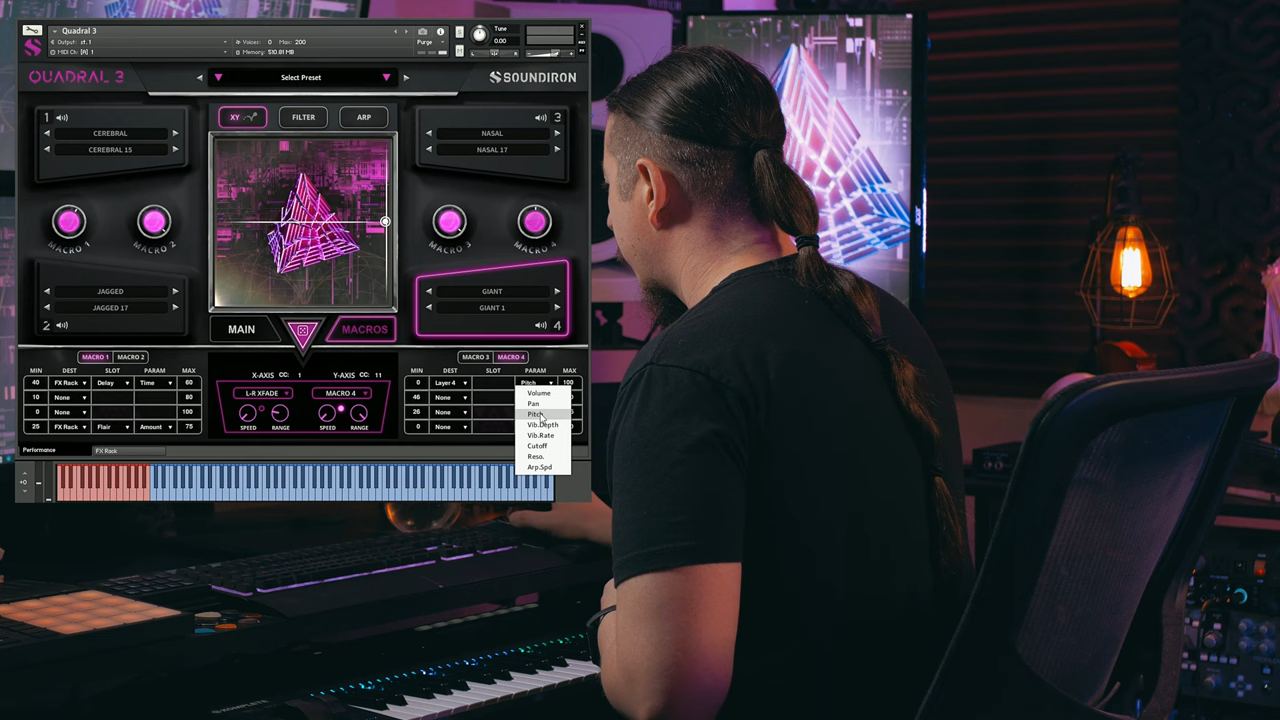 Quadral 3
Output: st. 1
Voices: 0 Max: 200
Purge
MIDI Ch: [A] 1
Memory: 510.81 MB
Tune
0.00
S
M
QUADRAL 3
Select Preset
SOUNDIRON
1
CEREBRAL
CEREBRAL 15
XY
FILTER
ARP
3
NASAL
NASAL 17
MACRO 1
MACRO 2
MACRO 3
MACRO 4
JAGGED
JAGGED 17
2
GIANT
GIANT 1
4
MAIN
MACROS
MACRO 1 MACRO 2
MIN DEST SLOT PARAM MAX
40 FX Rack Delay Time 60
10 None 80
0 None 100
25 FX Rack Flair Amount 75
X-AXIS CC: 1
Y-AXIS CC: 11
L-R XFADE
MACRO 4
SPEED RANGE
SPEED RANGE
MACRO 3 MACRO 4
MIN DEST SLOT PARAM MAX
0 Layer 4 Pitch 100
46 None
26 None
0 None
Volume
Pan
Pitch
Vib.Depth
Vib.Rate
Cutoff
Reso.
Arp.Spd
Performance
FX Rack
+0
acer
KOMPLETE